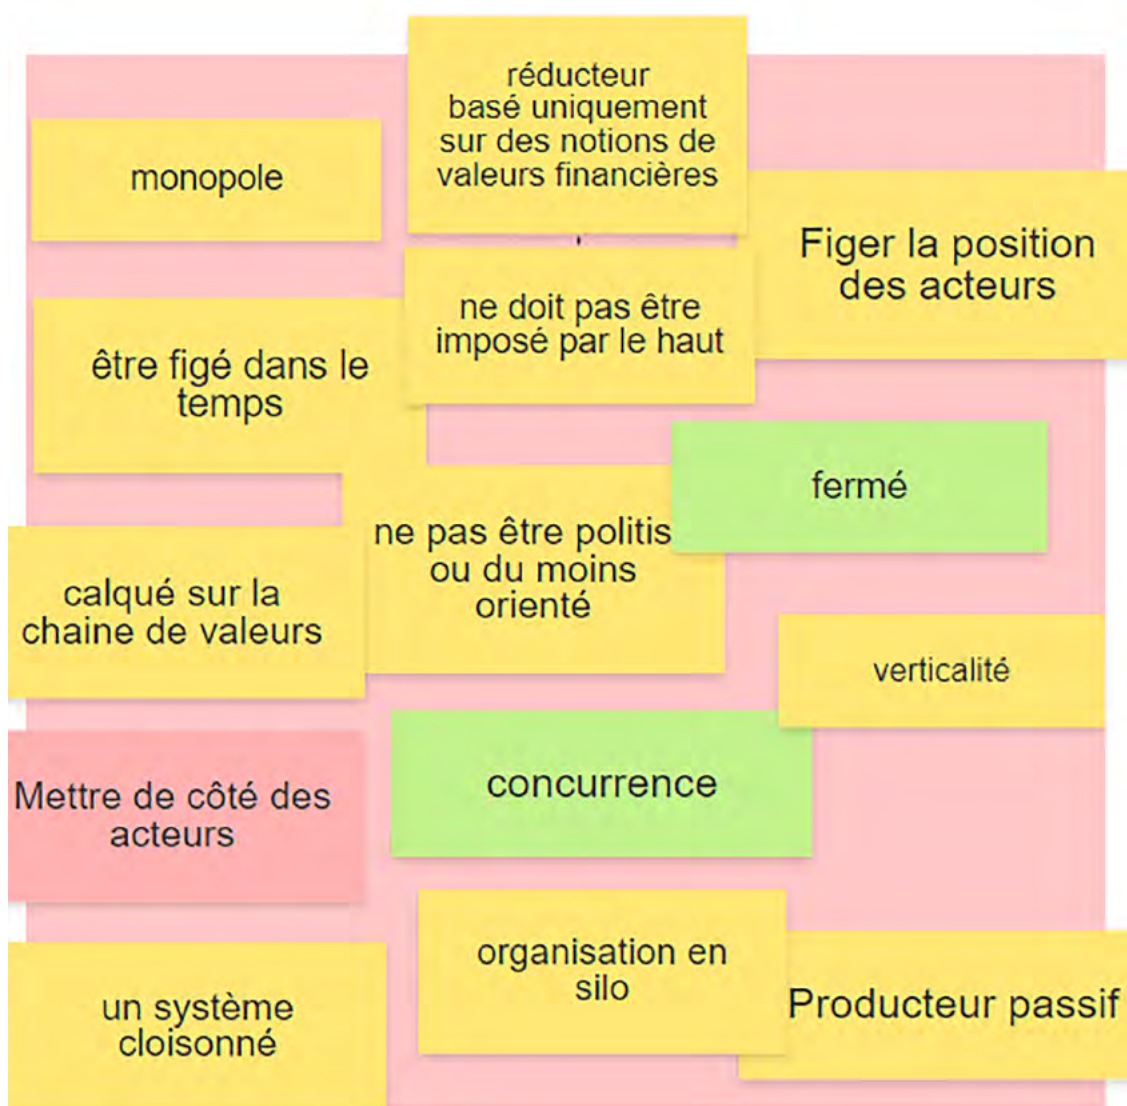 réducteur
basé uniquement
sur des notions de
valeurs financières
monopole
Figer la position
des acteurs
ne doit pas être
imposé par le haut
être figé dans le
temps
fermé
ne pas être politis
ou du moins
orienté
calqué sur la
chaine de valeurs
verticalité
concurrence
Mettre de côté des
acteurs
organisation en
silo
Producteur passif
un système
cloisonné